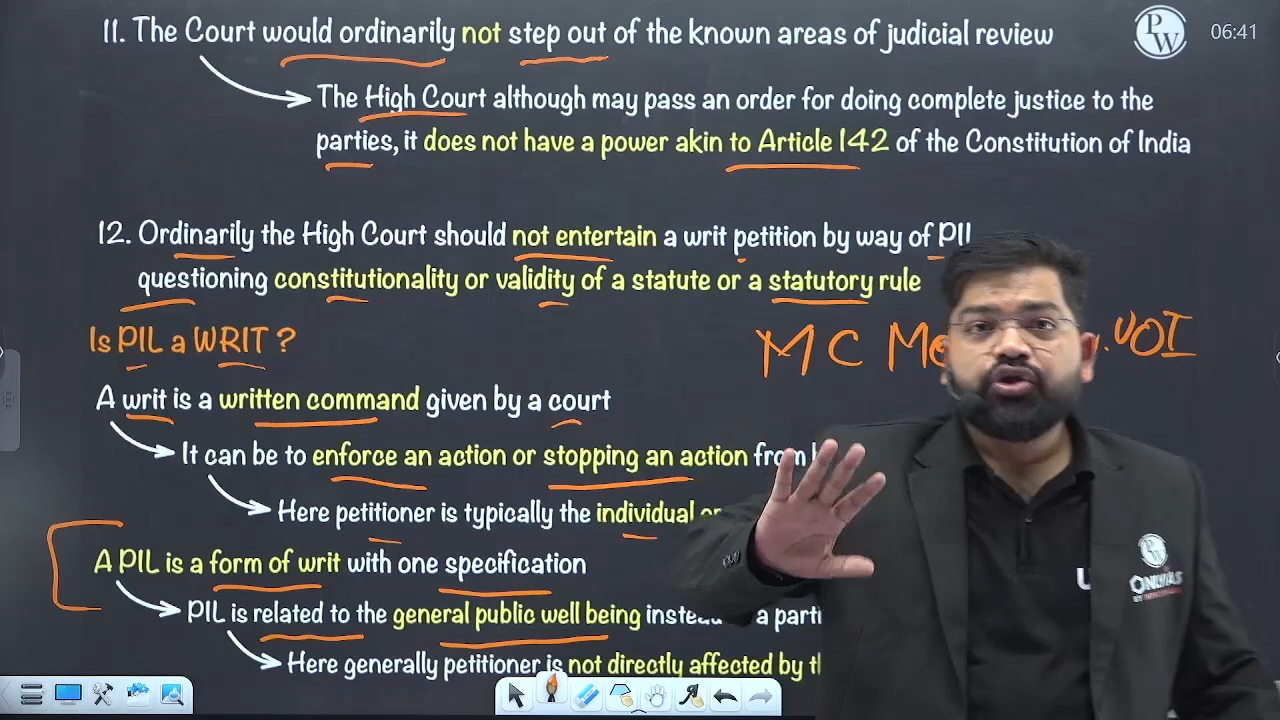 11. The Court would ordinarily not step out of the known areas of judicial review
PW
06:41
The High Court although may pass an order for doing complete justice to the
parties, it does not have a power akin to Article 142 of the Constitution of India
12. Ordinarily the High Court should not entertain a writ petition by way of PIL
questioning constitutionality or validity of a statute or a statutory rule
Is PIL a WRIT ?
MC UOI
A writ is a written command given by a court
It can be to enforce an action or stopping an action from
Here petitioner is typically the individual
A PIL is a form of writ with one specification
PIL is related to the general public well being a
Here generally petitioner is not directly affected by
PW
ONLYIAS